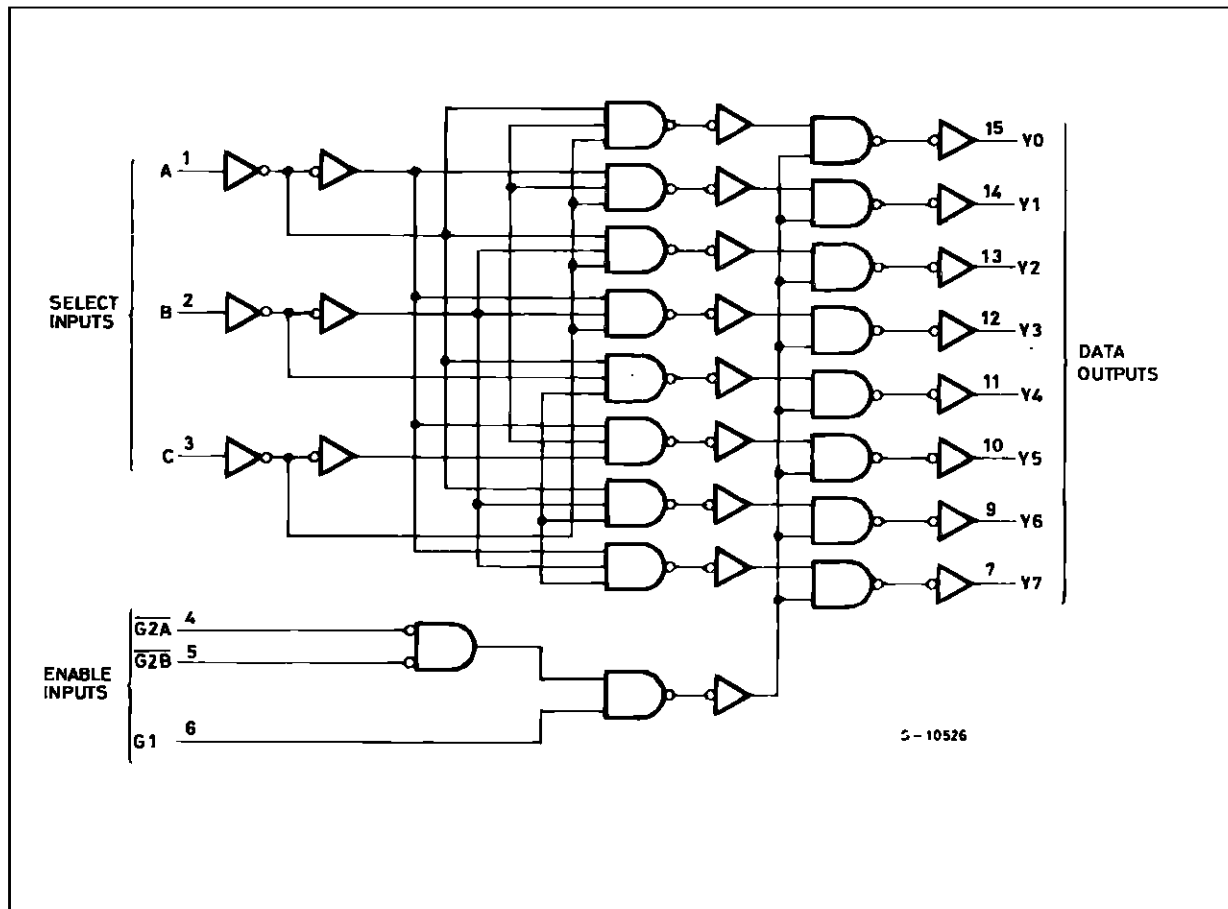 15 Y0
A 1
14 Y1
13 Y2
SELECT
INPUTS
B 2
12 Y3
DATA
OUTPUTS
11 Y4
C 3
10 Y5
9 Y6
7 Y7
G2A 4
G2B 5
ENABLE
INPUTS
G1 6
S-10526